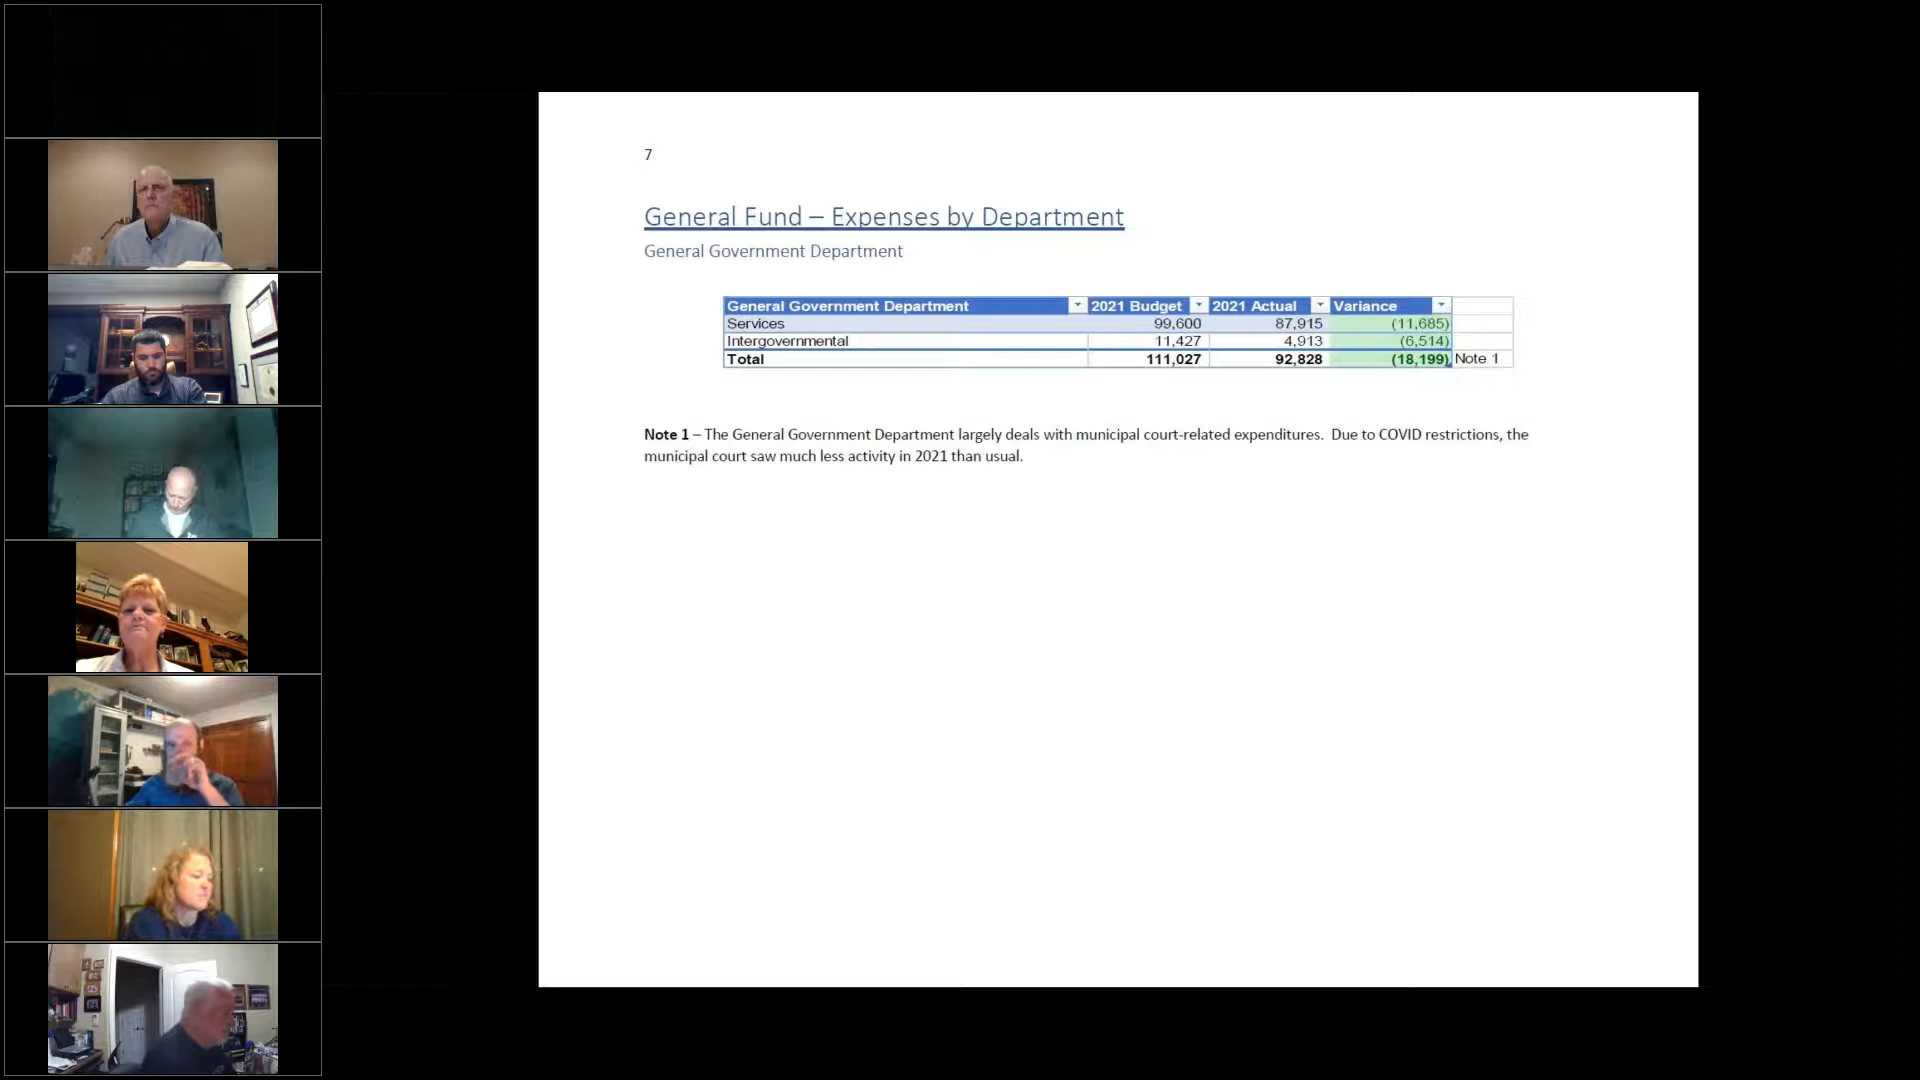 7
General Fund – Expenses by Department
General Government Department
General Government Department 2021 Budget 2021 Actual Variance
Services 99,600 87,915 (11,685)
Intergovernmental 11,427 4,913 (6,514)
Total 111,027 92,828 (18,199) Note 1
Note 1 – The General Government Department largely deals with municipal court-related expenditures. Due to COVID restrictions, the
municipal court saw much less activity in 2021 than usual.